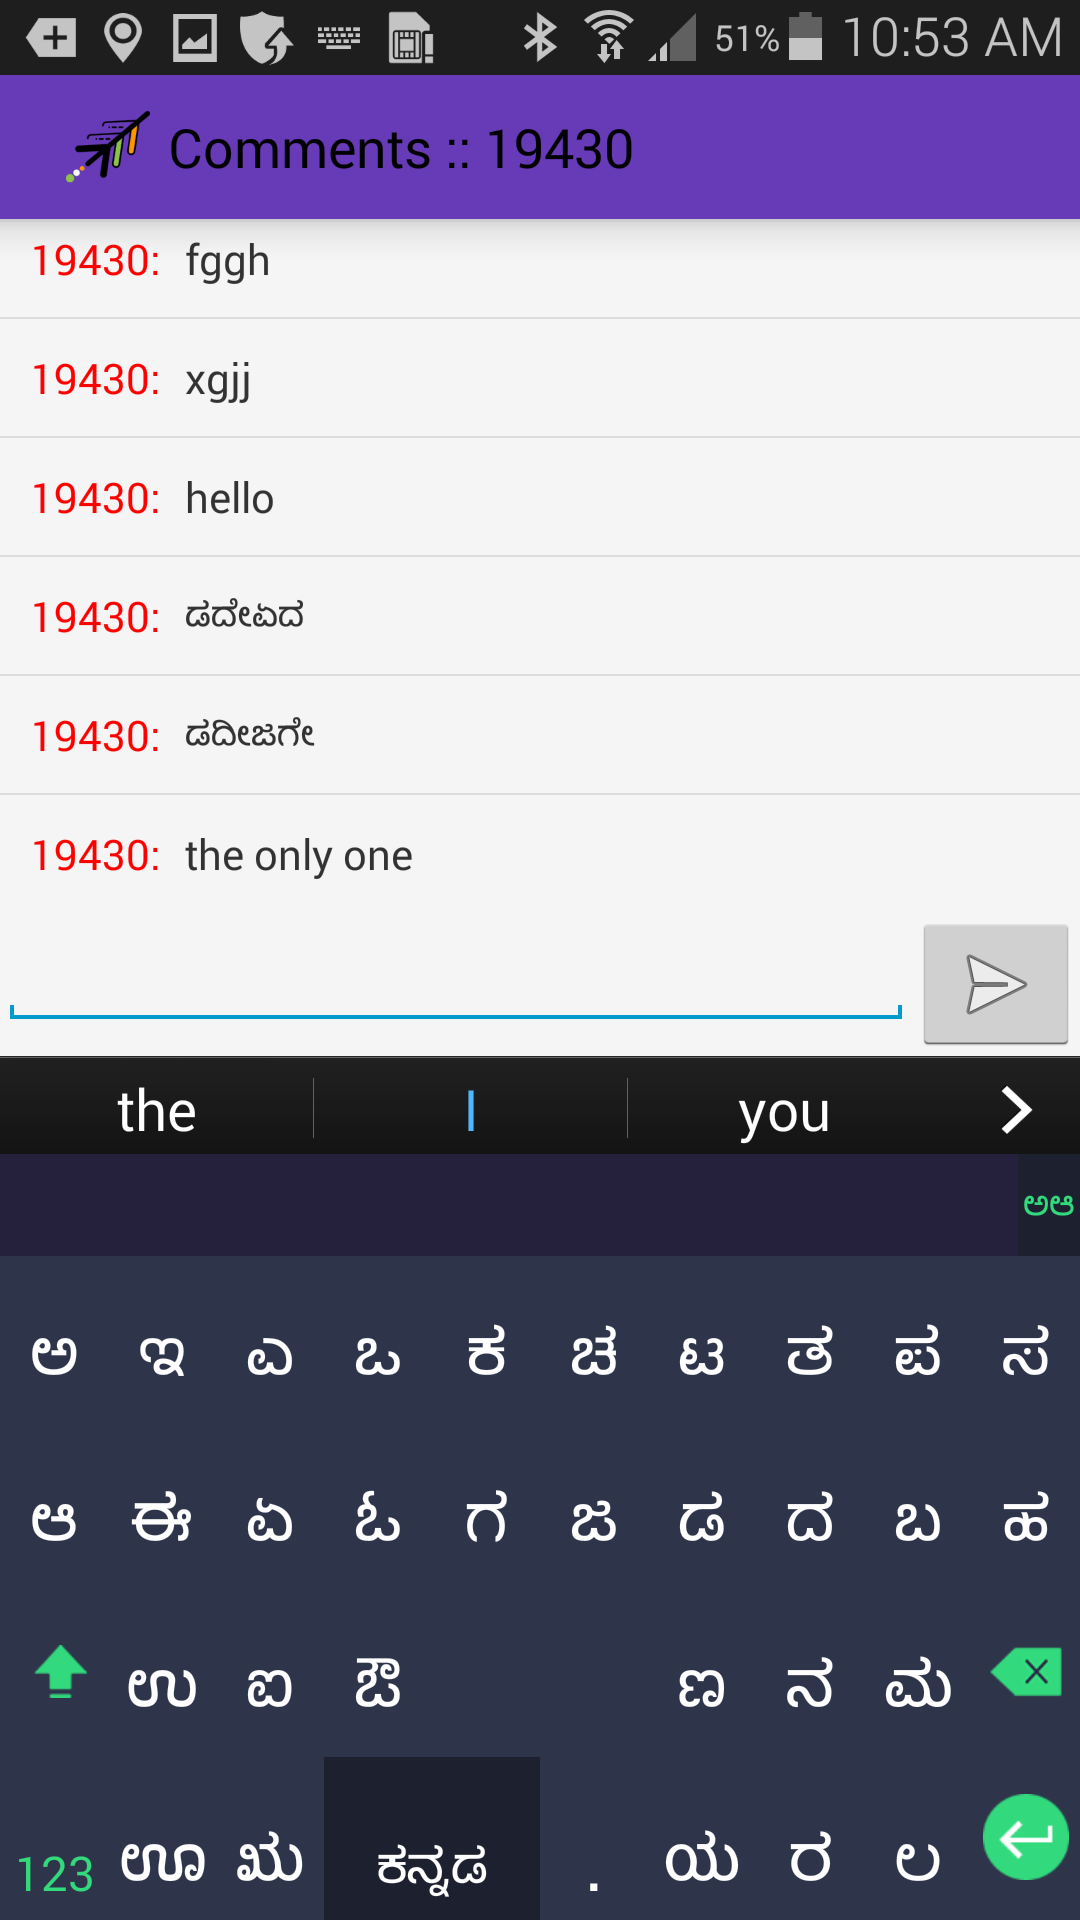 51% 10:53 AM
Comments :: 19430
19430: fggh
19430: xgjj
19430: hello
19430: ಡದೇಏದ
19430: ಡದೀಜಗೇ
19430: the only one
the I you
ಅಆ
ಅ ಇ ಎ ಒ ಕ ಚ ಟ ತ ಪ ಸ
ಆ ಈ ಏ ಓ ಗ ಜ ಡ ದ ಬ ಹ
ಉ ಐ ಔ ಣ ನ ಮ
123 ಊ ಋ ಕನ್ನಡ . ಯ ರ ಲ